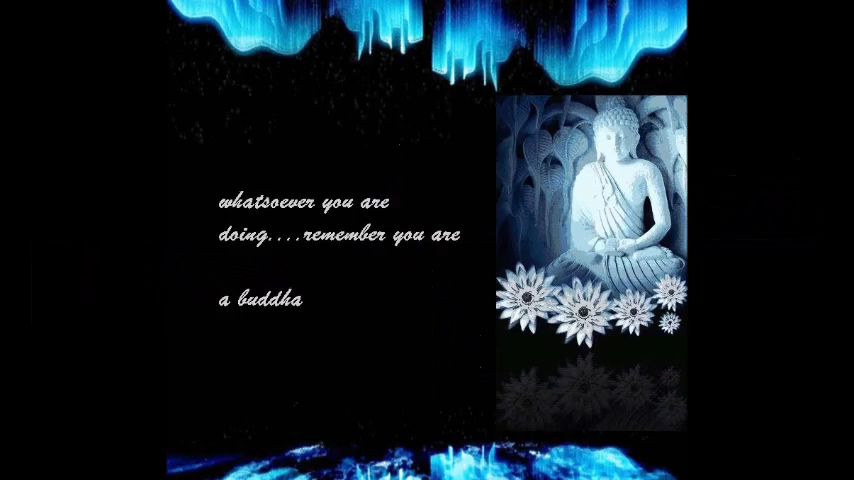 whatsoever you are
doing....remember you are
a buddha